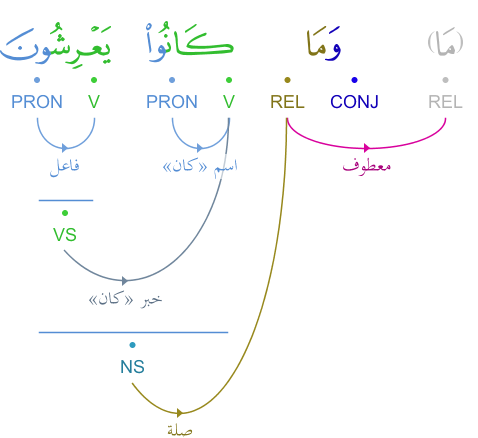 (مَا) وَمَا كَانُوا۟ يَعْرِشُونَ
REL CONJ REL V PRON V PRON
معطوف اسم «كان» فاعل
VS
خبر «كان»
NS
صلة